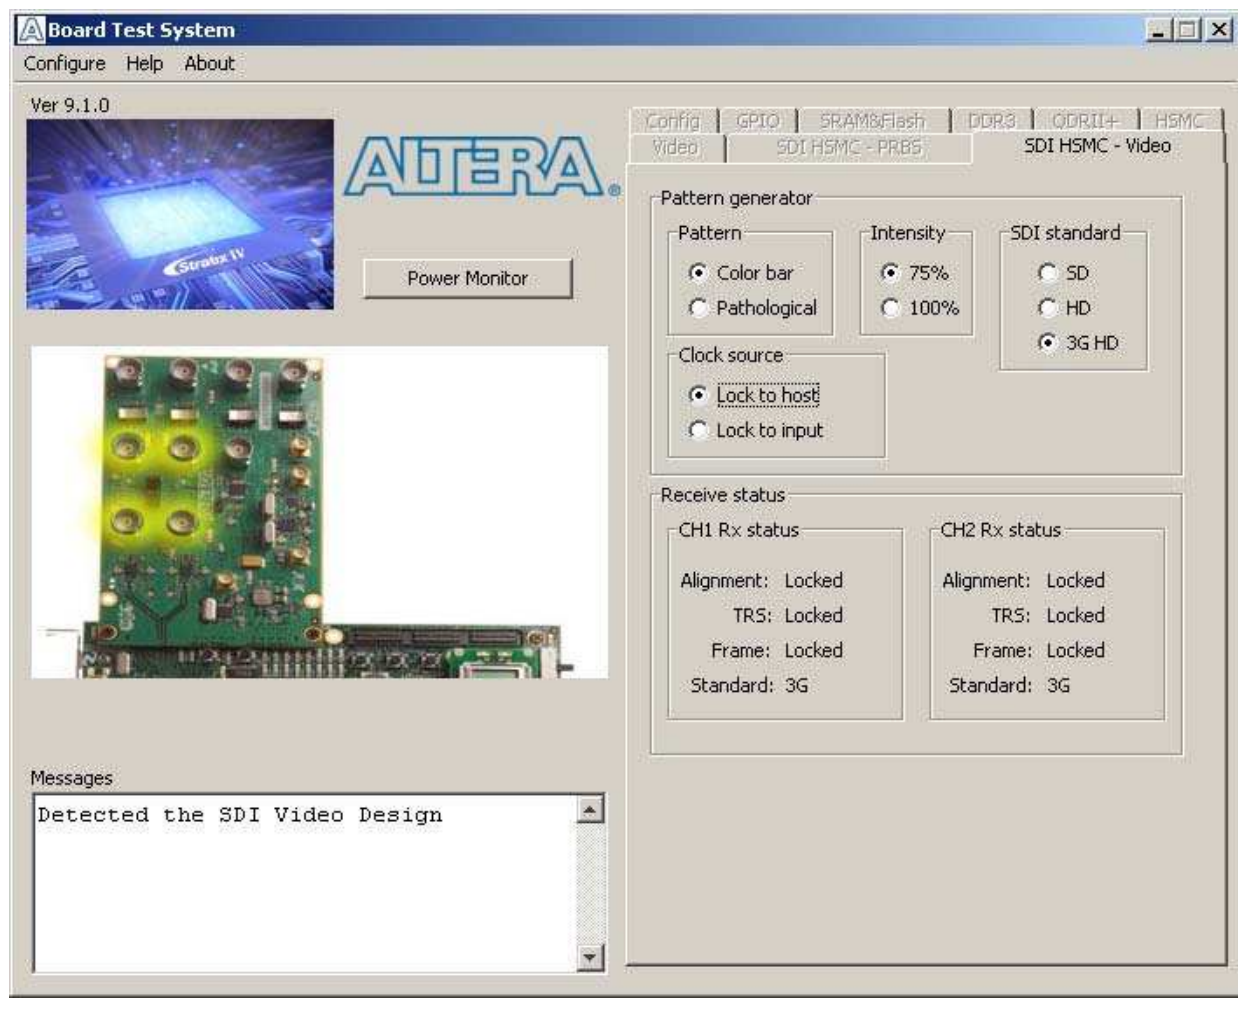 Board Test System
Configure Help About
Ver 9.1.0
Stratix IV
ALTERA
Power Monitor
Config GPIO SRAM&Flash DDR3 QDRII+ HSMC
Video SDI HSMC - PRBS SDI HSMC - Video
Pattern generator
Pattern
Color bar
Pathological
Intensity
75%
100%
SDI standard
SD
HD
3G HD
Clock source
Lock to host
Lock to input
Receive status
CH1 Rx status
Alignment: Locked
TRS: Locked
Frame: Locked
Standard: 3G
CH2 Rx status
Alignment: Locked
TRS: Locked
Frame: Locked
Standard: 3G
Messages
Detected the SDI Video Design